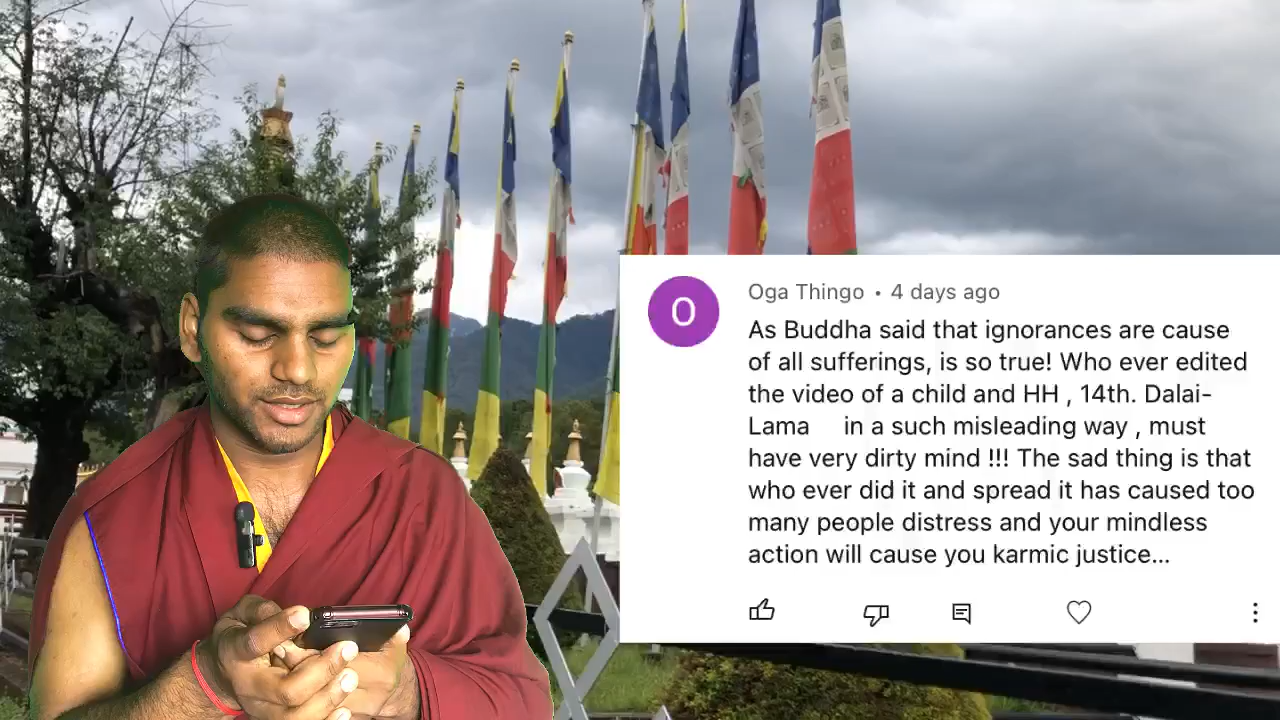 O
Oga Thingo • 4 days ago
As Buddha said that ignorances are cause
of all sufferings, is so true! Who ever edited
the video of a child and HH , 14th. Dalai-
Lama in a such misleading way , must
have very dirty mind !!! The sad thing is that
who ever did it and spread it has caused too
many people distress and your mindless
action will cause you karmic justice...